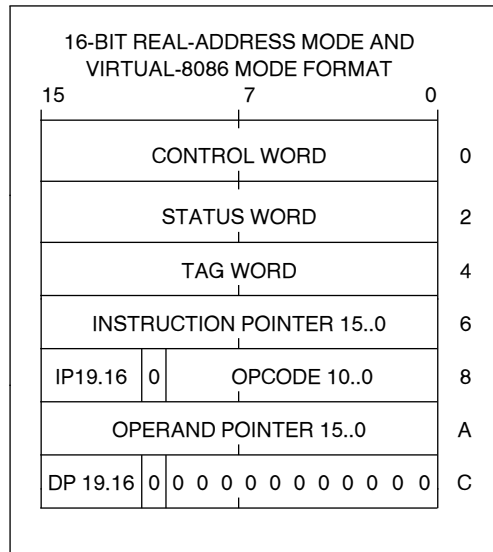 16-BIT REAL-ADDRESS MODE AND
VIRTUAL-8086 MODE FORMAT
15 7 0
CONTROL WORD 0
STATUS WORD 2
TAG WORD 4
INSTRUCTION POINTER 15..0 6
IP19.16 0 OPCODE 10..0 8
OPERAND POINTER 15..0 A
DP 19.16 0 0 0 0 0 0 0 0 0 0 0 0 C